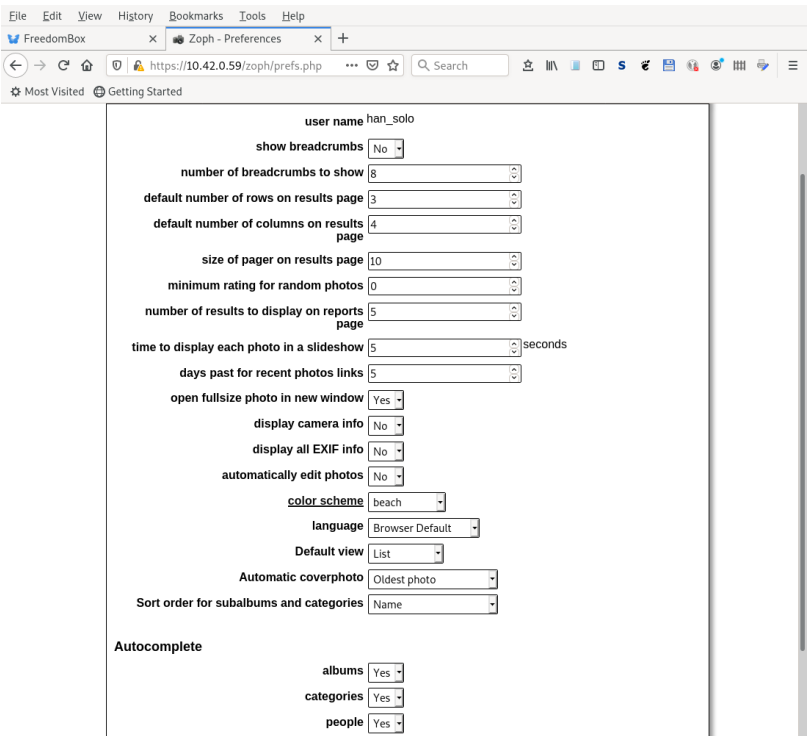 File Edit View History Bookmarks Tools Help
FreedomBox × Zoph - Preferences × +
https://10.42.0.59/zoph/prefs.php ••• Search
Most Visited Getting Started
user name han_solo
show breadcrumbs No
number of breadcrumbs to show 8
default number of rows on results page 3
default number of columns on results 4
page
size of pager on results page 10
minimum rating for random photos 0
number of results to display on reports 5
page
time to display each photo in a slideshow 5 seconds
days past for recent photos links 5
open fullsize photo in new window Yes
display camera info No
display all EXIF info No
automatically edit photos No
color scheme beach
language Browser Default
Default view List
Automatic coverphoto Oldest photo
Sort order for subalbums and categories Name
Autocomplete
albums Yes
categories Yes
people Yes